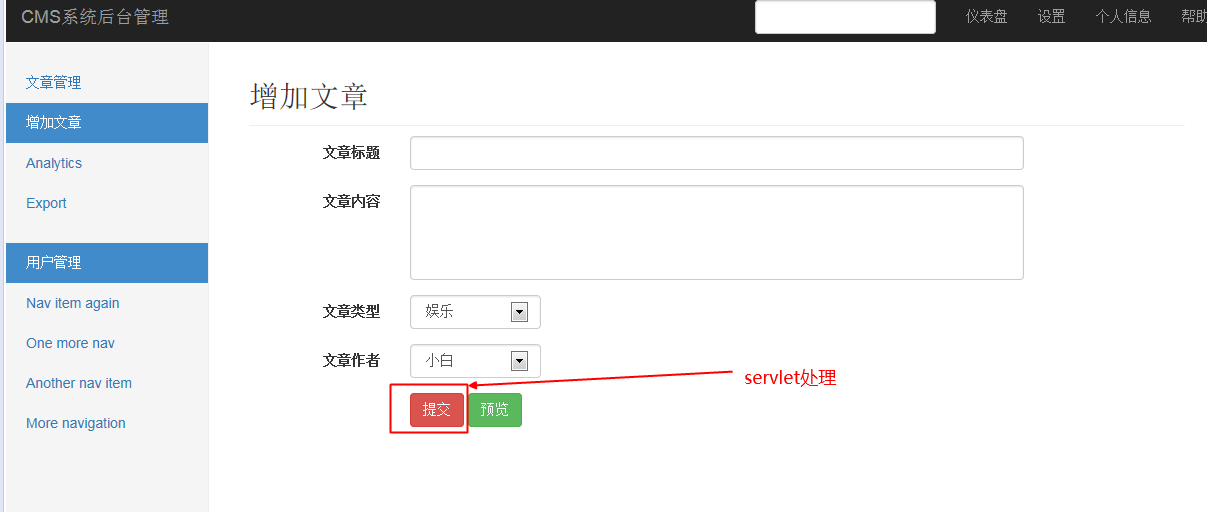 CMS系统后台管理
仪表盘 设置 个人信息 帮助
文章管理
增加文章
Analytics
Export
用户管理
Nav item again
One more nav
Another nav item
More navigation
增加文章
文章标题
文章内容
文章类型 娱乐
文章作者 小白
提交 预览
servlet处理